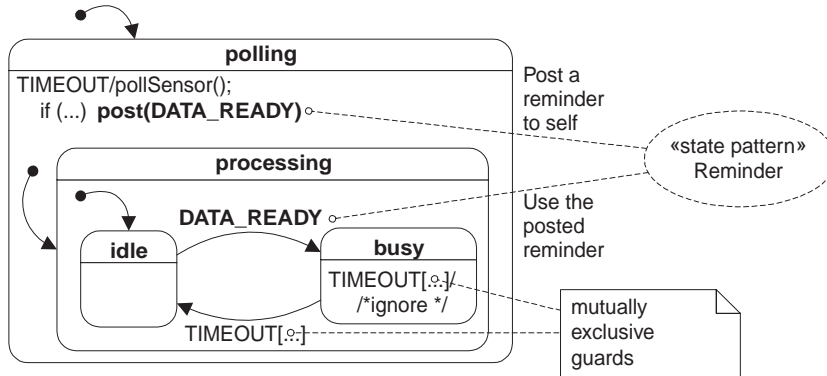 polling
TIMEOUT/pollSensor();
if (...) post(DATA_READY)
Post a
reminder
to self
«state pattern»
Reminder
processing
DATA_READY
Use the
posted
reminder
idle
busy
TIMEOUT[...]/
/*ignore */
TIMEOUT[...]
mutually
exclusive
guards